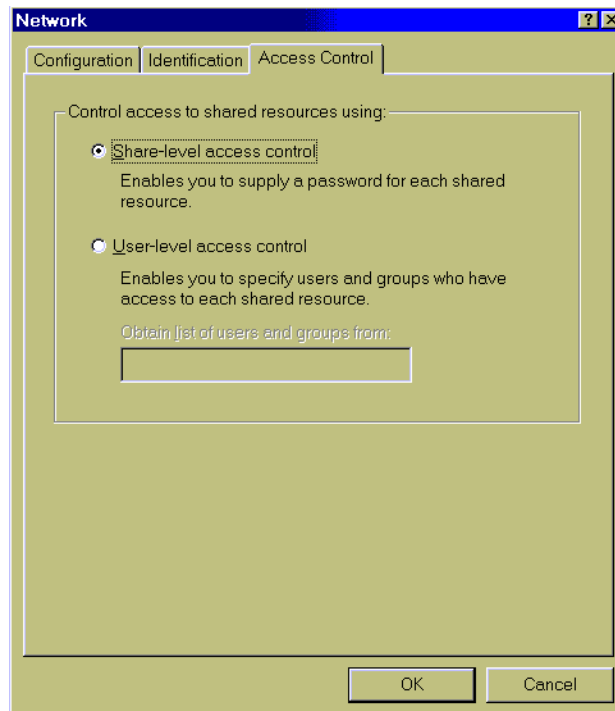 Network
Configuration Identification Access Control
Control access to shared resources using:
Share-level access control
Enables you to supply a password for each shared
resource.
User-level access control
Enables you to specify users and groups who have
access to each shared resource.
Obtain list of users and groups from:
OK Cancel